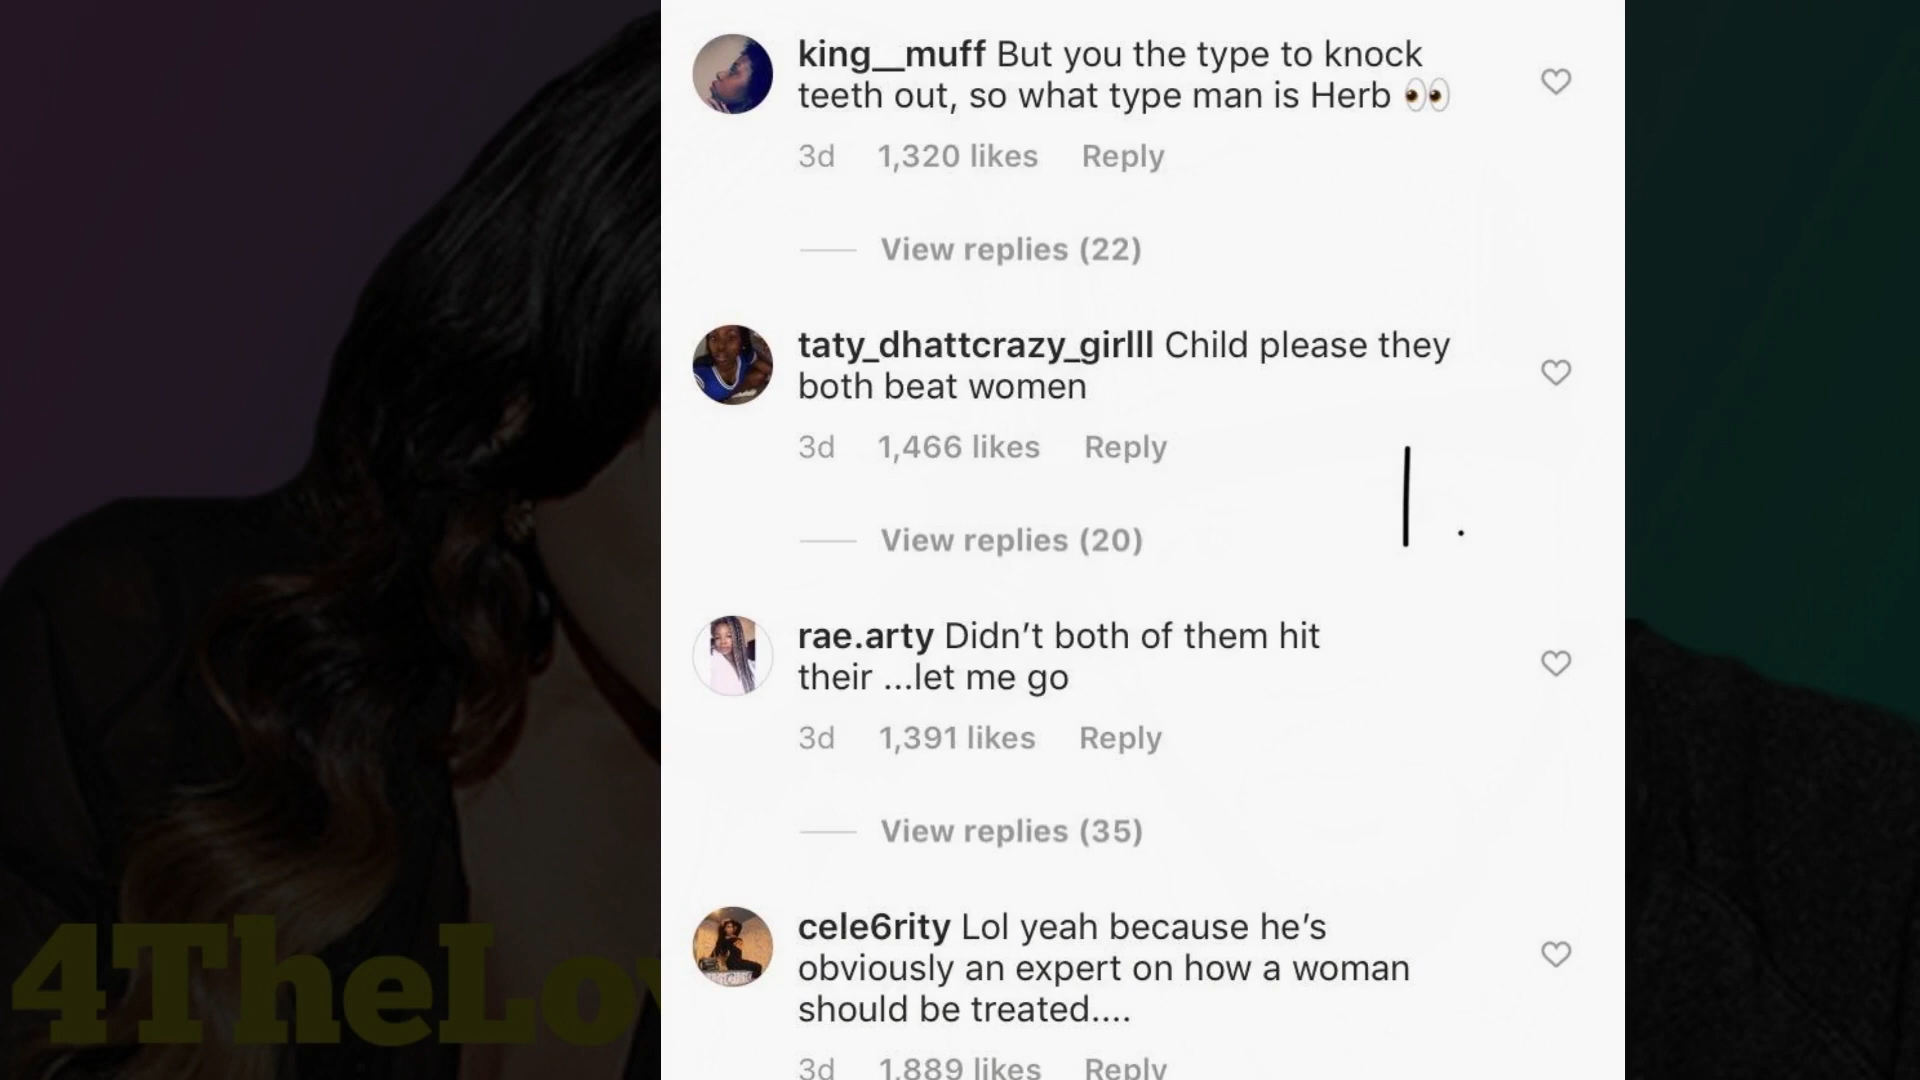 king__muff But you the type to knock
teeth out, so what type man is Herb 👀
3d 1,320 likes Reply
View replies (22)
taty_dhattcrazy_girlll Child please they
both beat women
3d 1,466 likes Reply
View replies (20)
rae.arty Didn’t both of them hit
their ...let me go
3d 1,391 likes Reply
View replies (35)
cele6rity Lol yeah because he’s
obviously an expert on how a woman
should be treated....
3d 1,889 likes Reply
4TheLov